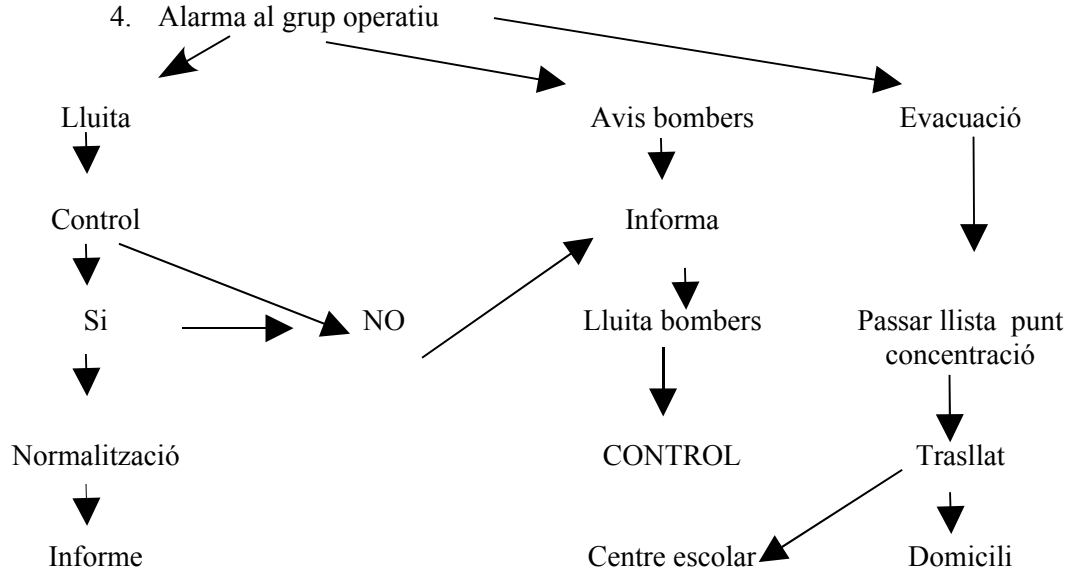 4. Alarma al grup operatiu
Lluita
Avis bombers
Evacuació
Control
Informa
Si
NO
Lluita bombers
Passar llista punt
concentració
Normalització
CONTROL
Trasllat
Informe
Centre escolar
Domicili